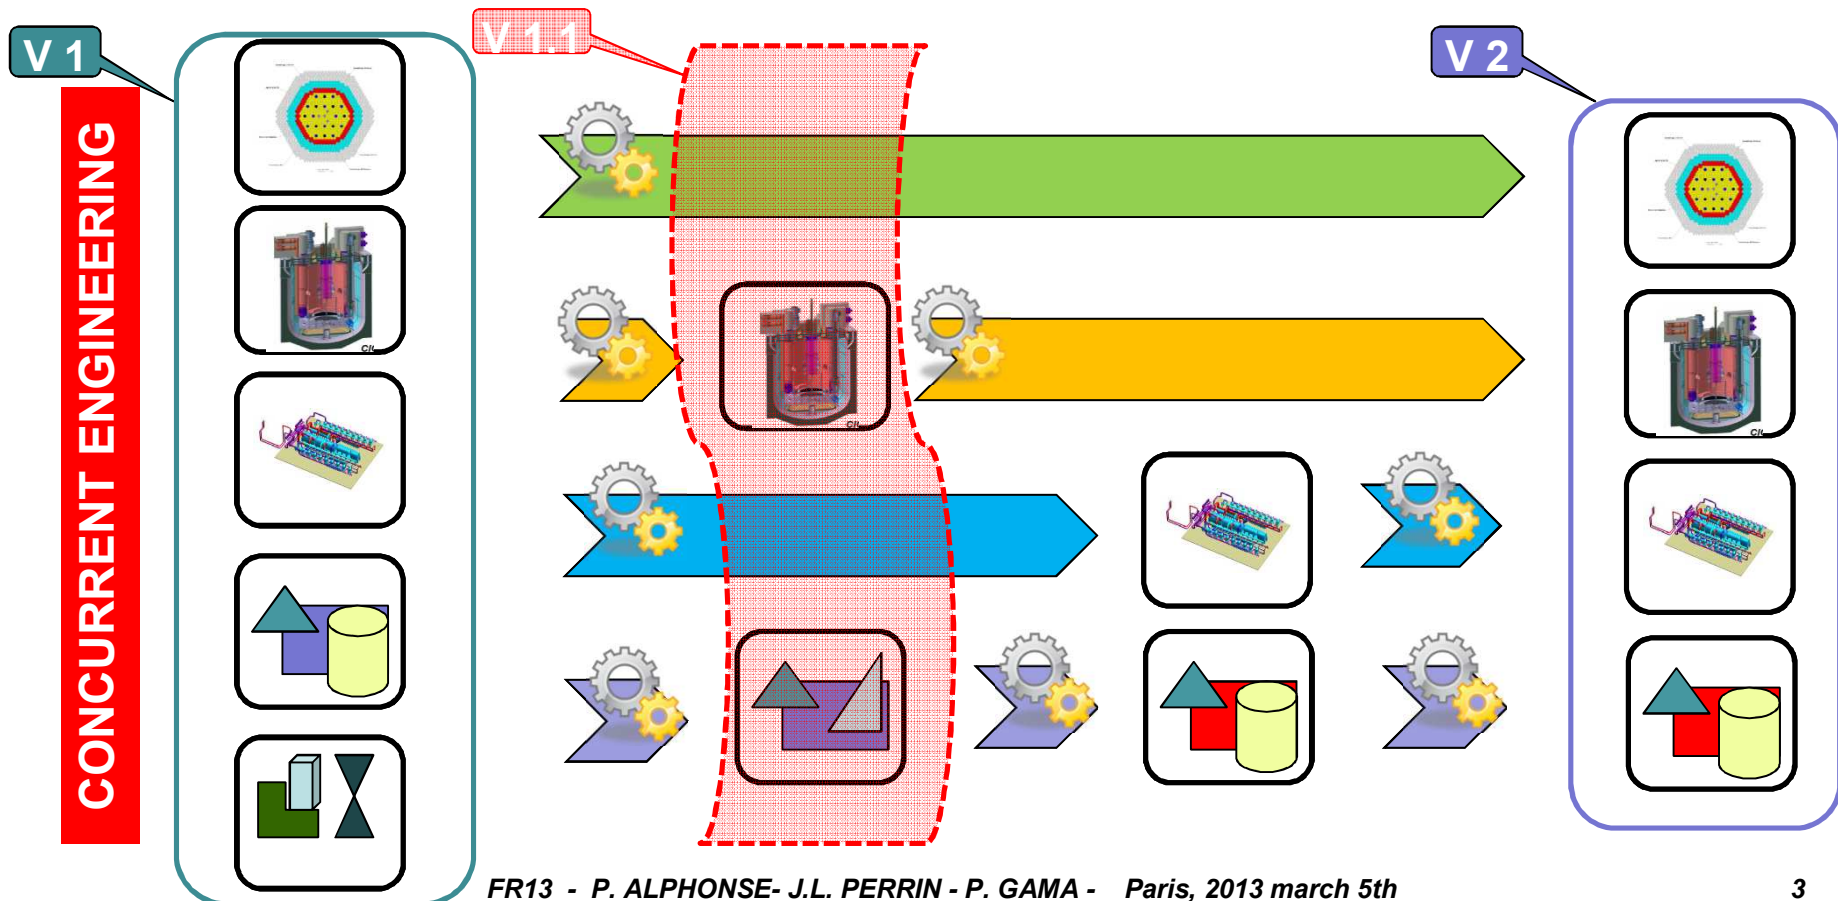 V 1
V 1.1
V 2
CONCURRENT ENGINEERING
FR13 - P. ALPHONSE- J.L. PERRIN - P. GAMA - Paris, 2013 march 5th
3